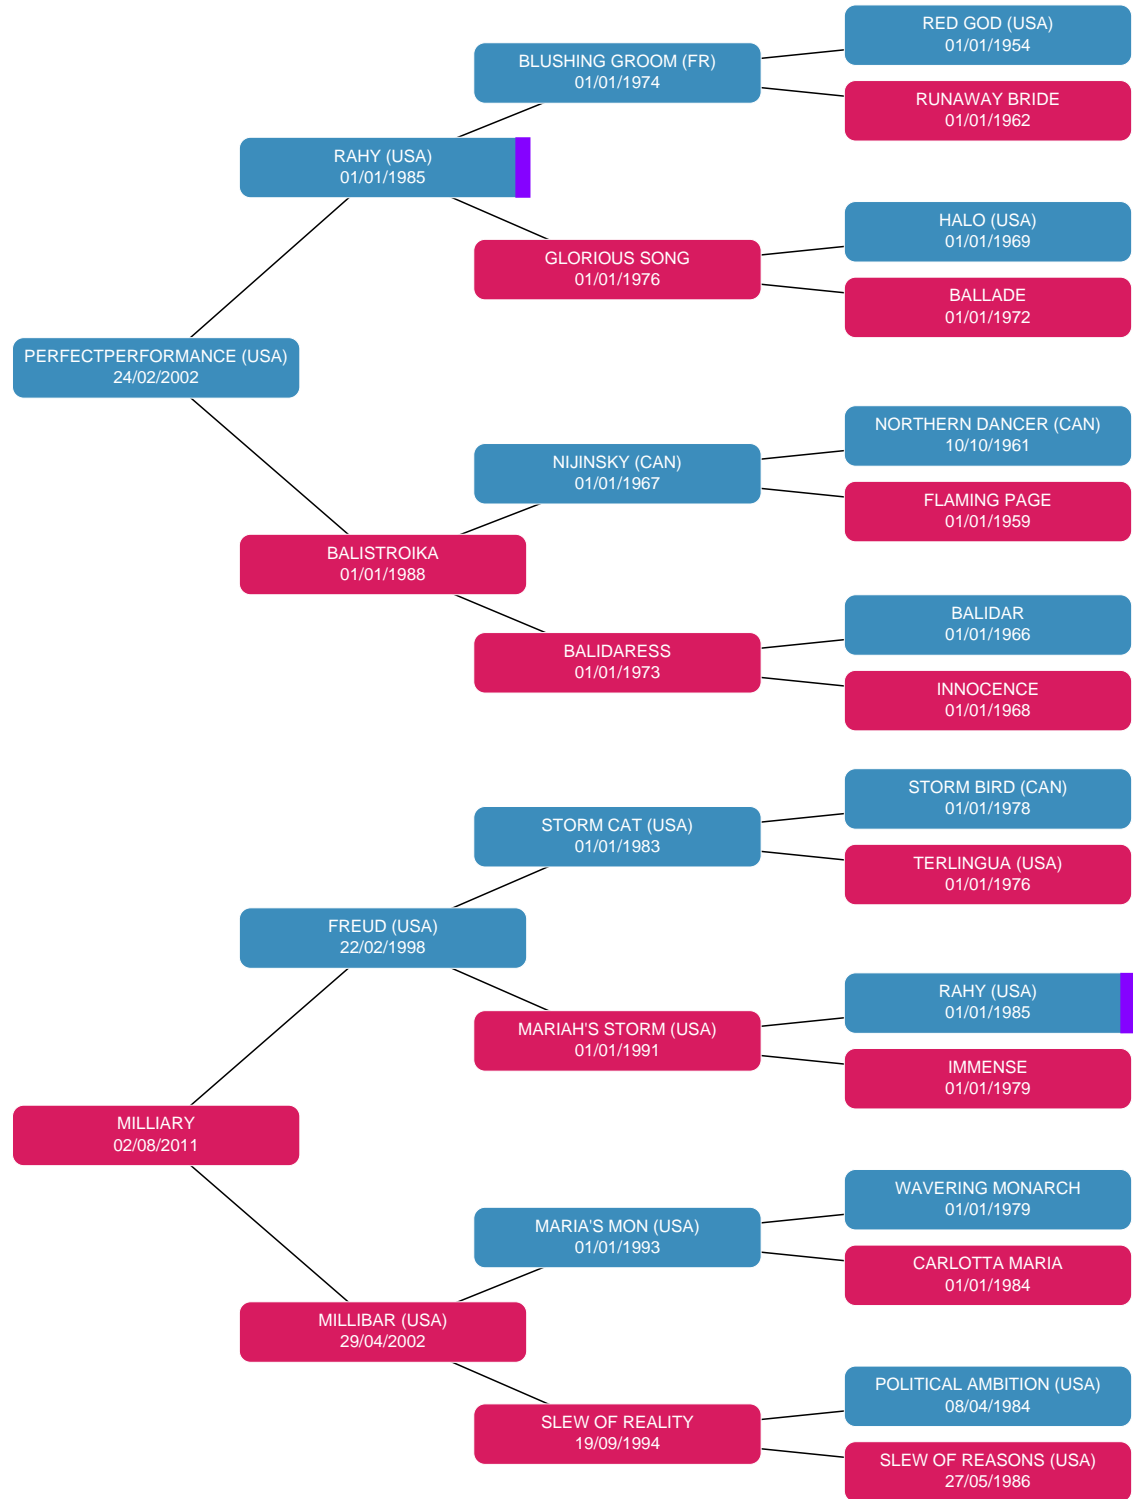 RED GOD (USA)
01/01/1954
BLUSHING GROOM (FR)
01/01/1974
RUNAWAY BRIDE
01/01/1962
RAHY (USA)
01/01/1985
HALO (USA)
01/01/1969
GLORIOUS SONG
01/01/1976
BALLADE
01/01/1972
PERFECTPERFORMANCE (USA)
24/02/2002
NORTHERN DANCER (CAN)
10/10/1961
NIJINSKY (CAN)
01/01/1967
FLAMING PAGE
01/01/1959
BALISTROIKA
01/01/1988
BALIDAR
01/01/1966
BALIDARESS
01/01/1973
INNOCENCE
01/01/1968
STORM BIRD (CAN)
01/01/1978
STORM CAT (USA)
01/01/1983
TERLINGUA (USA)
01/01/1976
FREUD (USA)
22/02/1998
RAHY (USA)
01/01/1985
MARIAH'S STORM (USA)
01/01/1991
IMMENSE
01/01/1979
MILLIARY
02/08/2011
WAVERING MONARCH
01/01/1979
MARIA'S MON (USA)
01/01/1993
CARLOTTA MARIA
01/01/1984
MILLIBAR (USA)
29/04/2002
POLITICAL AMBITION (USA)
08/04/1984
SLEW OF REALITY
19/09/1994
SLEW OF REASONS (USA)
27/05/1986